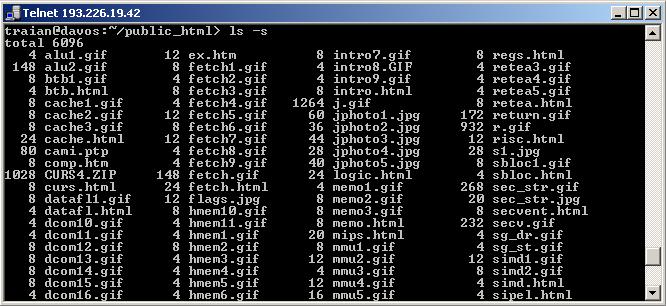 Telnet 193.226.19.42
traian@davos:~/public_html> ls -s
total 6096
4 alu1.gif 12 ex.htm 8 intro7.gif 8 regs.html
148 alu2.gif 8 fetch1.gif 4 intro8.GIF 4 retea3.gif
8 btb1.gif 8 fetch2.gif 4 intro9.gif 4 retea4.gif
4 btb.html 8 fetch3.gif 8 intro.html 4 retea5.gif
8 cache1.gif 4 fetch4.gif 1264 j.gif 8 retea.html
8 cache2.gif 12 fetch5.gif 60 jphoto1.jpg 172 return.gif
8 cache3.gif 8 fetch6.gif 36 jphoto2.jpg 932 r.gif
24 cache.html 12 fetch7.gif 44 jphoto3.jpg 12 risc.html
80 cami.ptp 4 fetch8.gif 28 jphoto4.jpg 28 s1.jpg
8 comp.htm 4 fetch9.gif 40 jphoto5.jpg 8 sbloc1.gif
1028 CURS4.ZIP 148 fetch.gif 24 logic.html 4 sbloc.html
8 curs.html 24 fetch.html 4 memo1.gif 268 sec_str.gif
8 datafl1.gif 12 flags.jpg 8 memo2.gif 20 sec_str.jpg
4 datafl.html 8 hmem10.gif 8 memo3.gif 8 secvent.html
4 dcom10.gif 4 hmem11.gif 8 memo.html 232 secv.gif
4 dcom11.gif 4 hmem1.gif 20 mips.html 4 sg_dr.gif
4 dcom12.gif 8 hmem2.gif 8 mmu1.gif 4 sg_st.gif
8 dcom13.gif 4 hmem3.gif 12 mmu2.gif 12 simd1.gif
8 dcom14.gif 4 hmem4.gif 4 mmu3.gif 8 simd2.gif
8 dcom15.gif 4 hmem5.gif 12 mmu4.gif 4 simd.html
8 dcom16.gif 4 hmem6.gif 16 mmu5.gif 4 sipel.html